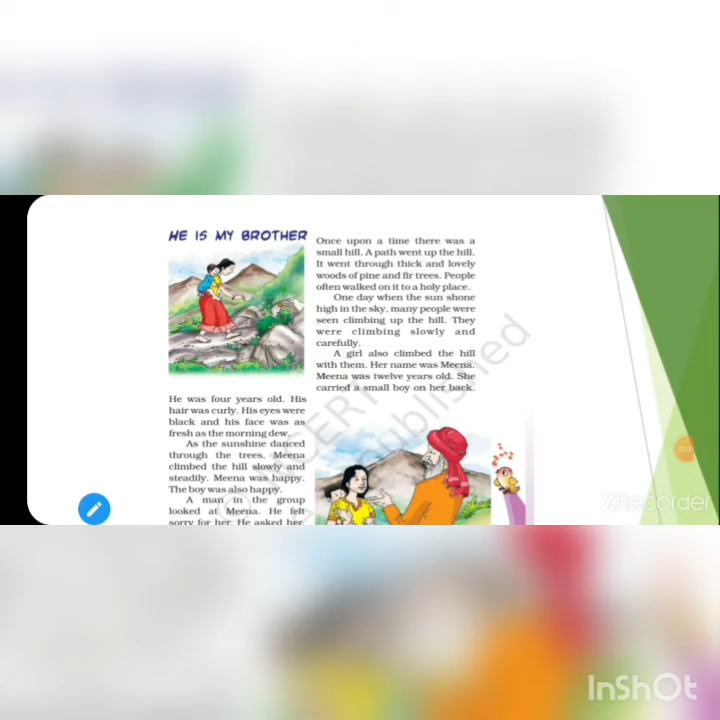 HE IS MY BROTHER
Once upon a time there was a
small hill. A path went up the hill.
It went through thick and lovely
woods of pine and fir trees. People
often walked on it to a holy place.
One day when the sun shone
high in the sky, many people were
seen climbing up the hill. They
were climbing slowly and
carefully.
A girl also climbed the hill
with them. Her name was Meena.
Meena was twelve years old. She
carried a small boy on her back.
He was four years old. His
hair was curly. His eyes were
black and his face was as
fresh as the morning dew.
As the sunshine danced
through the trees, Meena
climbed the hill slowly and
steadily. Meena was happy.
The boy was also happy.
A man in the group
looked at Meena. He felt
sorry for her. He asked her,
XRecorder
InShOt